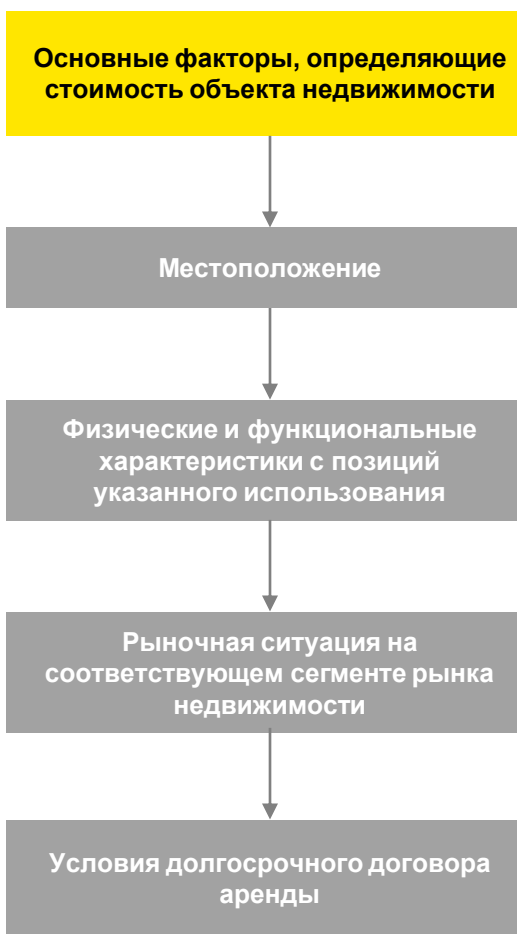 Основные факторы, определяющие
стоимость объекта недвижимости
Местоположение
Физические и функциональные
характеристики с позиций
указанного использования
Рыночная ситуация на
соответствующем сегменте рынка
недвижимости
Условия долгосрочного договора
аренды